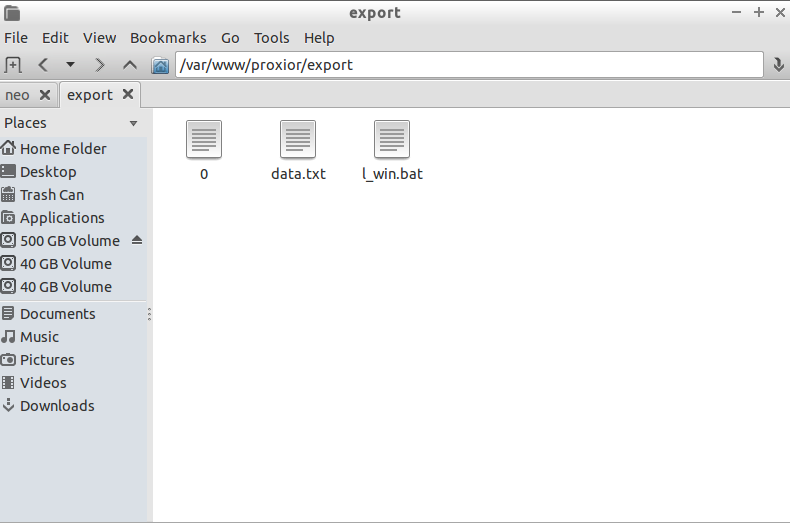 export
File Edit View Bookmarks Go Tools Help
/var/www/proxior/export
neo export
Places
Home Folder
Desktop
Trash Can
Applications
500 GB Volume
40 GB Volume
40 GB Volume
Documents
Music
Pictures
Videos
Downloads
0 data.txt l_win.bat